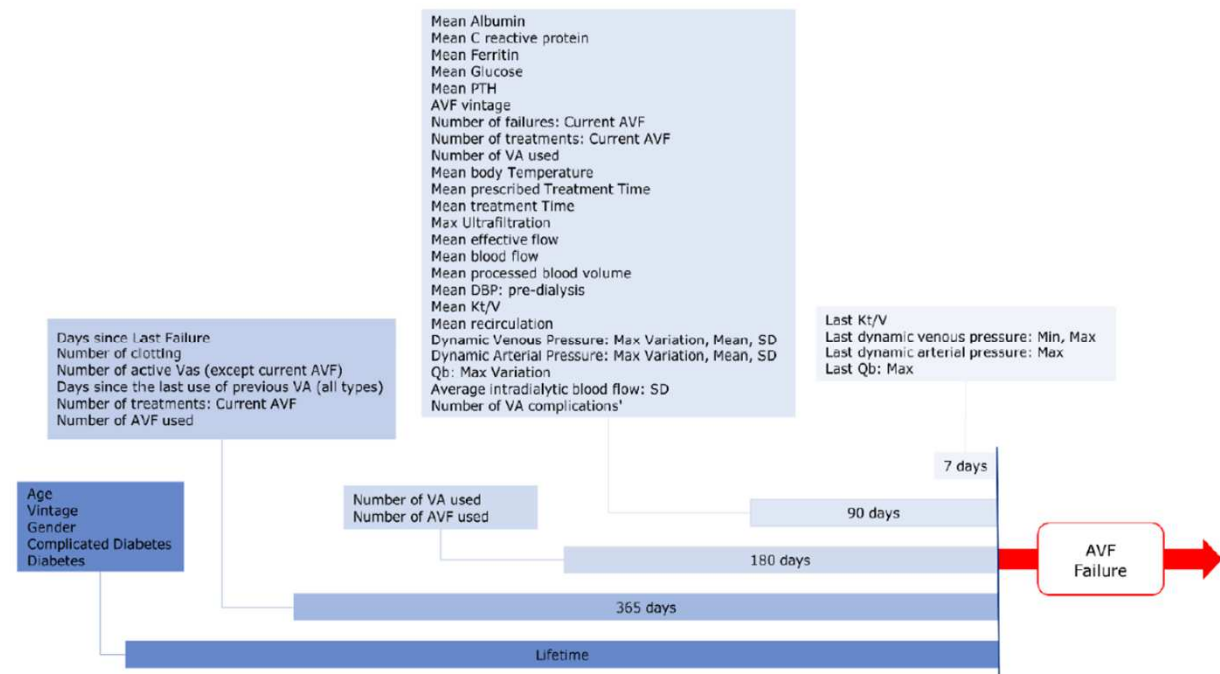 Mean Albumin
Mean C reactive protein
Mean Ferritin
Mean Glucose
Mean PTH
AVF vintage
Number of failures: Current AVF
Number of treatments: Current AVF
Number of VA used
Mean body Temperature
Mean prescribed Treatment Time
Mean treatment Time
Max Ultrafiltration
Mean effective flow
Mean blood flow
Mean processed blood volume
Mean DBP: pre-dialysis
Mean Kt/V
Mean recirculation
Dynamic Venous Pressure: Max Variation, Mean, SD
Dynamic Arterial Pressure: Max Variation, Mean, SD
Qb: Max Variation
Average intradialytic blood flow: SD
Number of VA complications'
Days since Last Failure
Number of clotting
Number of active Vas (except current AVF)
Days since the last use of previous VA (all types)
Number of treatments: Current AVF
Number of AVF used
Last Kt/V
Last dynamic venous pressure: Min, Max
Last dynamic arterial pressure: Max
Last Qb: Max
7 days
Age
Vintage
Gender
Complicated Diabetes
Diabetes
Number of VA used
Number of AVF used
90 days
180 days
AVF
Failure
365 days
Lifetime